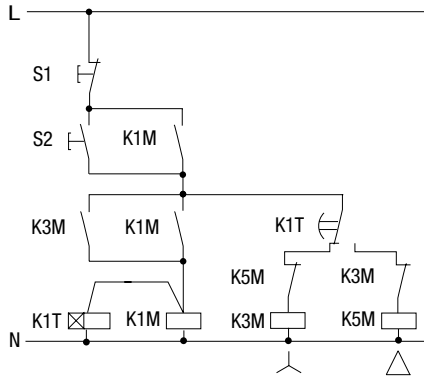 L
S1
S2 K1M
K3M K1M K1T
K5M K3M
K1T K1M K3M K5M
N